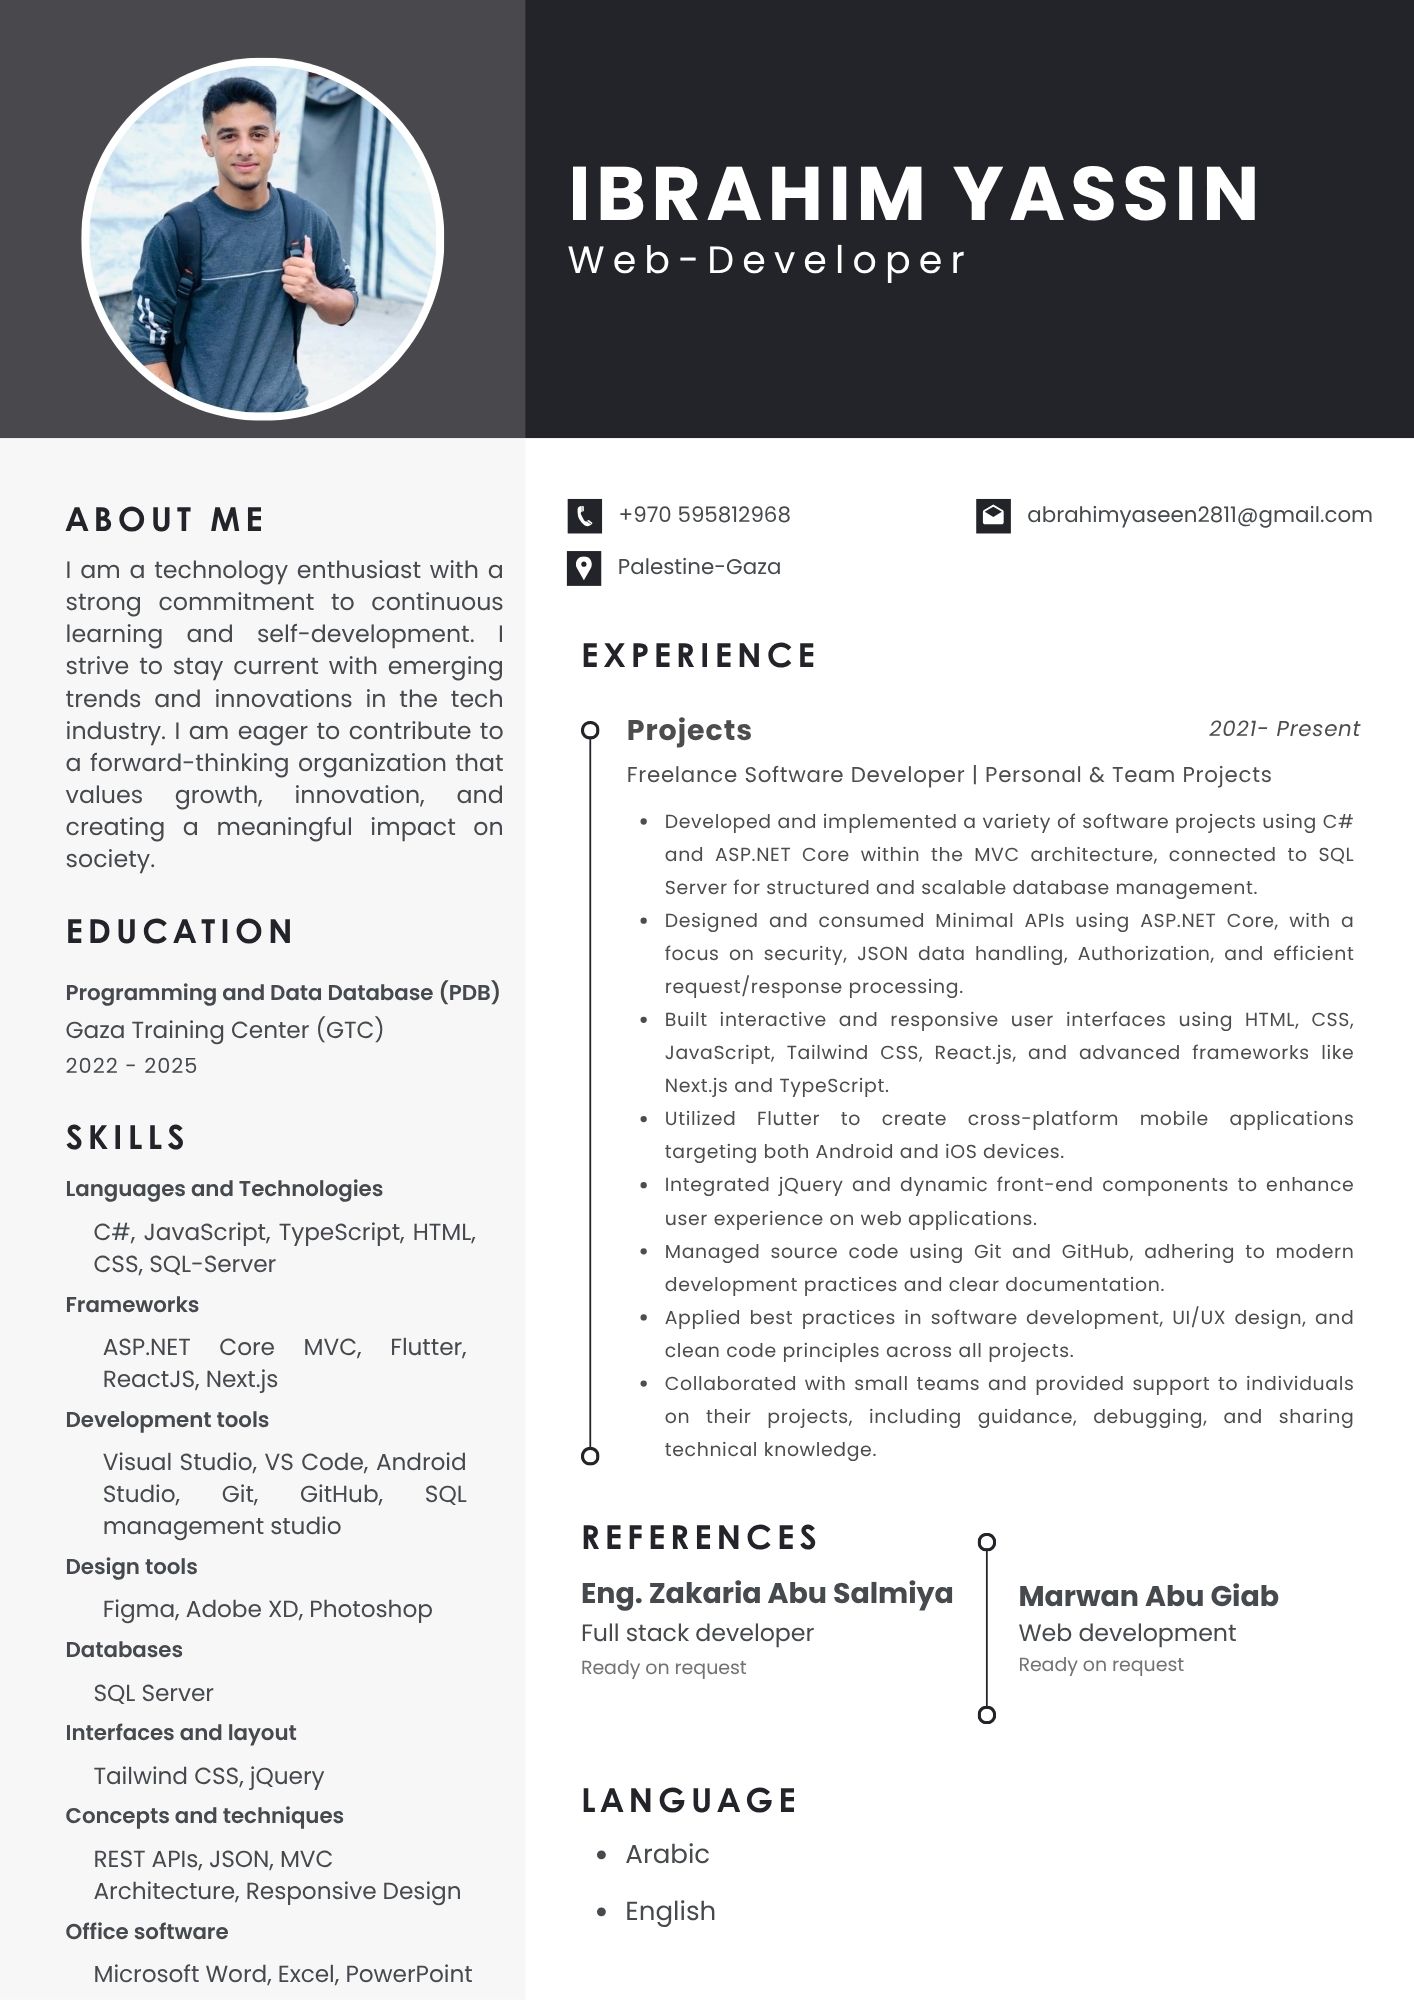 IBRAHIM YASSIN
Web-Developer
ABOUT ME
I am a technology enthusiast with a
strong commitment to continuous
learning and self-development. I
strive to stay current with emerging
trends and innovations in the tech
industry. I am eager to contribute to
a forward-thinking organization that
values growth, innovation, and
creating a meaningful impact on
society.
EDUCATION
Programming and Data Database (PDB)
Gaza Training Center (GTC)
2022 - 2025
SKILLS
Languages and Technologies
C#, JavaScript, TypeScript, HTML,
CSS, SQL-Server
Frameworks
ASP.NET Core MVC, Flutter,
ReactJS, Next.js
Development tools
Visual Studio, VS Code, Android
Studio, Git, GitHub, SQL
management studio
Design tools
Figma, Adobe XD, Photoshop
Databases
SQL Server
Interfaces and layout
Tailwind CSS, jQuery
Concepts and techniques
REST APIs, JSON, MVC
Architecture, Responsive Design
Office software
Microsoft Word, Excel, PowerPoint
+970 595812968
abrahimyaseen2811@gmail.com
Palestine-Gaza
EXPERIENCE
Projects
2021- Present
Freelance Software Developer | Personal & Team Projects
• Developed and implemented a variety of software projects using C#
and ASP.NET Core within the MVC architecture, connected to SQL
Server for structured and scalable database management.
• Designed and consumed Minimal APIs using ASP.NET Core, with a
focus on security, JSON data handling, Authorization, and efficient
request/response processing.
• Built interactive and responsive user interfaces using HTML, CSS,
JavaScript, Tailwind CSS, React.js, and advanced frameworks like
Next.js and TypeScript.
• Utilized Flutter to create cross-platform mobile applications
targeting both Android and iOS devices.
• Integrated jQuery and dynamic front-end components to enhance
user experience on web applications.
• Managed source code using Git and GitHub, adhering to modern
development practices and clear documentation.
• Applied best practices in software development, UI/UX design, and
clean code principles across all projects.
• Collaborated with small teams and provided support to individuals
on their projects, including guidance, debugging, and sharing
technical knowledge.
REFERENCES
Eng. Zakaria Abu Salmiya
Full stack developer
Ready on request
Marwan Abu Giab
Web development
Ready on request
LANGUAGE
• Arabic
• English